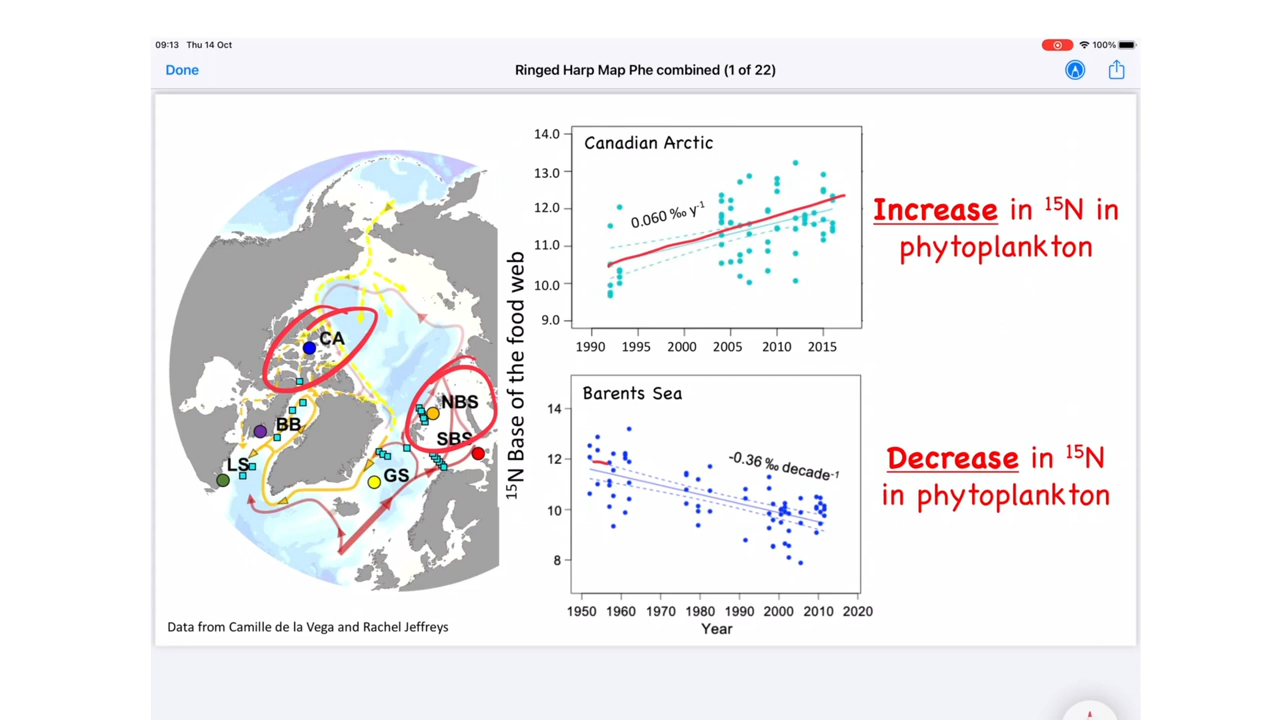 09:13 Thu 14 Oct
100%
Done
Ringed Harp Map Phe combined (1 of 22)
CA
NBS
SBS
BB
LS
GS
Data from Camille de la Vega and Rachel Jeffreys
¹⁵N Base of the food web
Canadian Arctic
14.0
13.0
12.0
11.0
10.0
9.0
0.060 ‰ y⁻¹
1990 1995 2000 2005 2010 2015
Increase in ¹⁵N in
phytoplankton
Barents Sea
14
12
10
8
-0.36 ‰ decade⁻¹
1950 1960 1970 1980 1990 2000 2010 2020
Year
Decrease in ¹⁵N
in phytoplankton